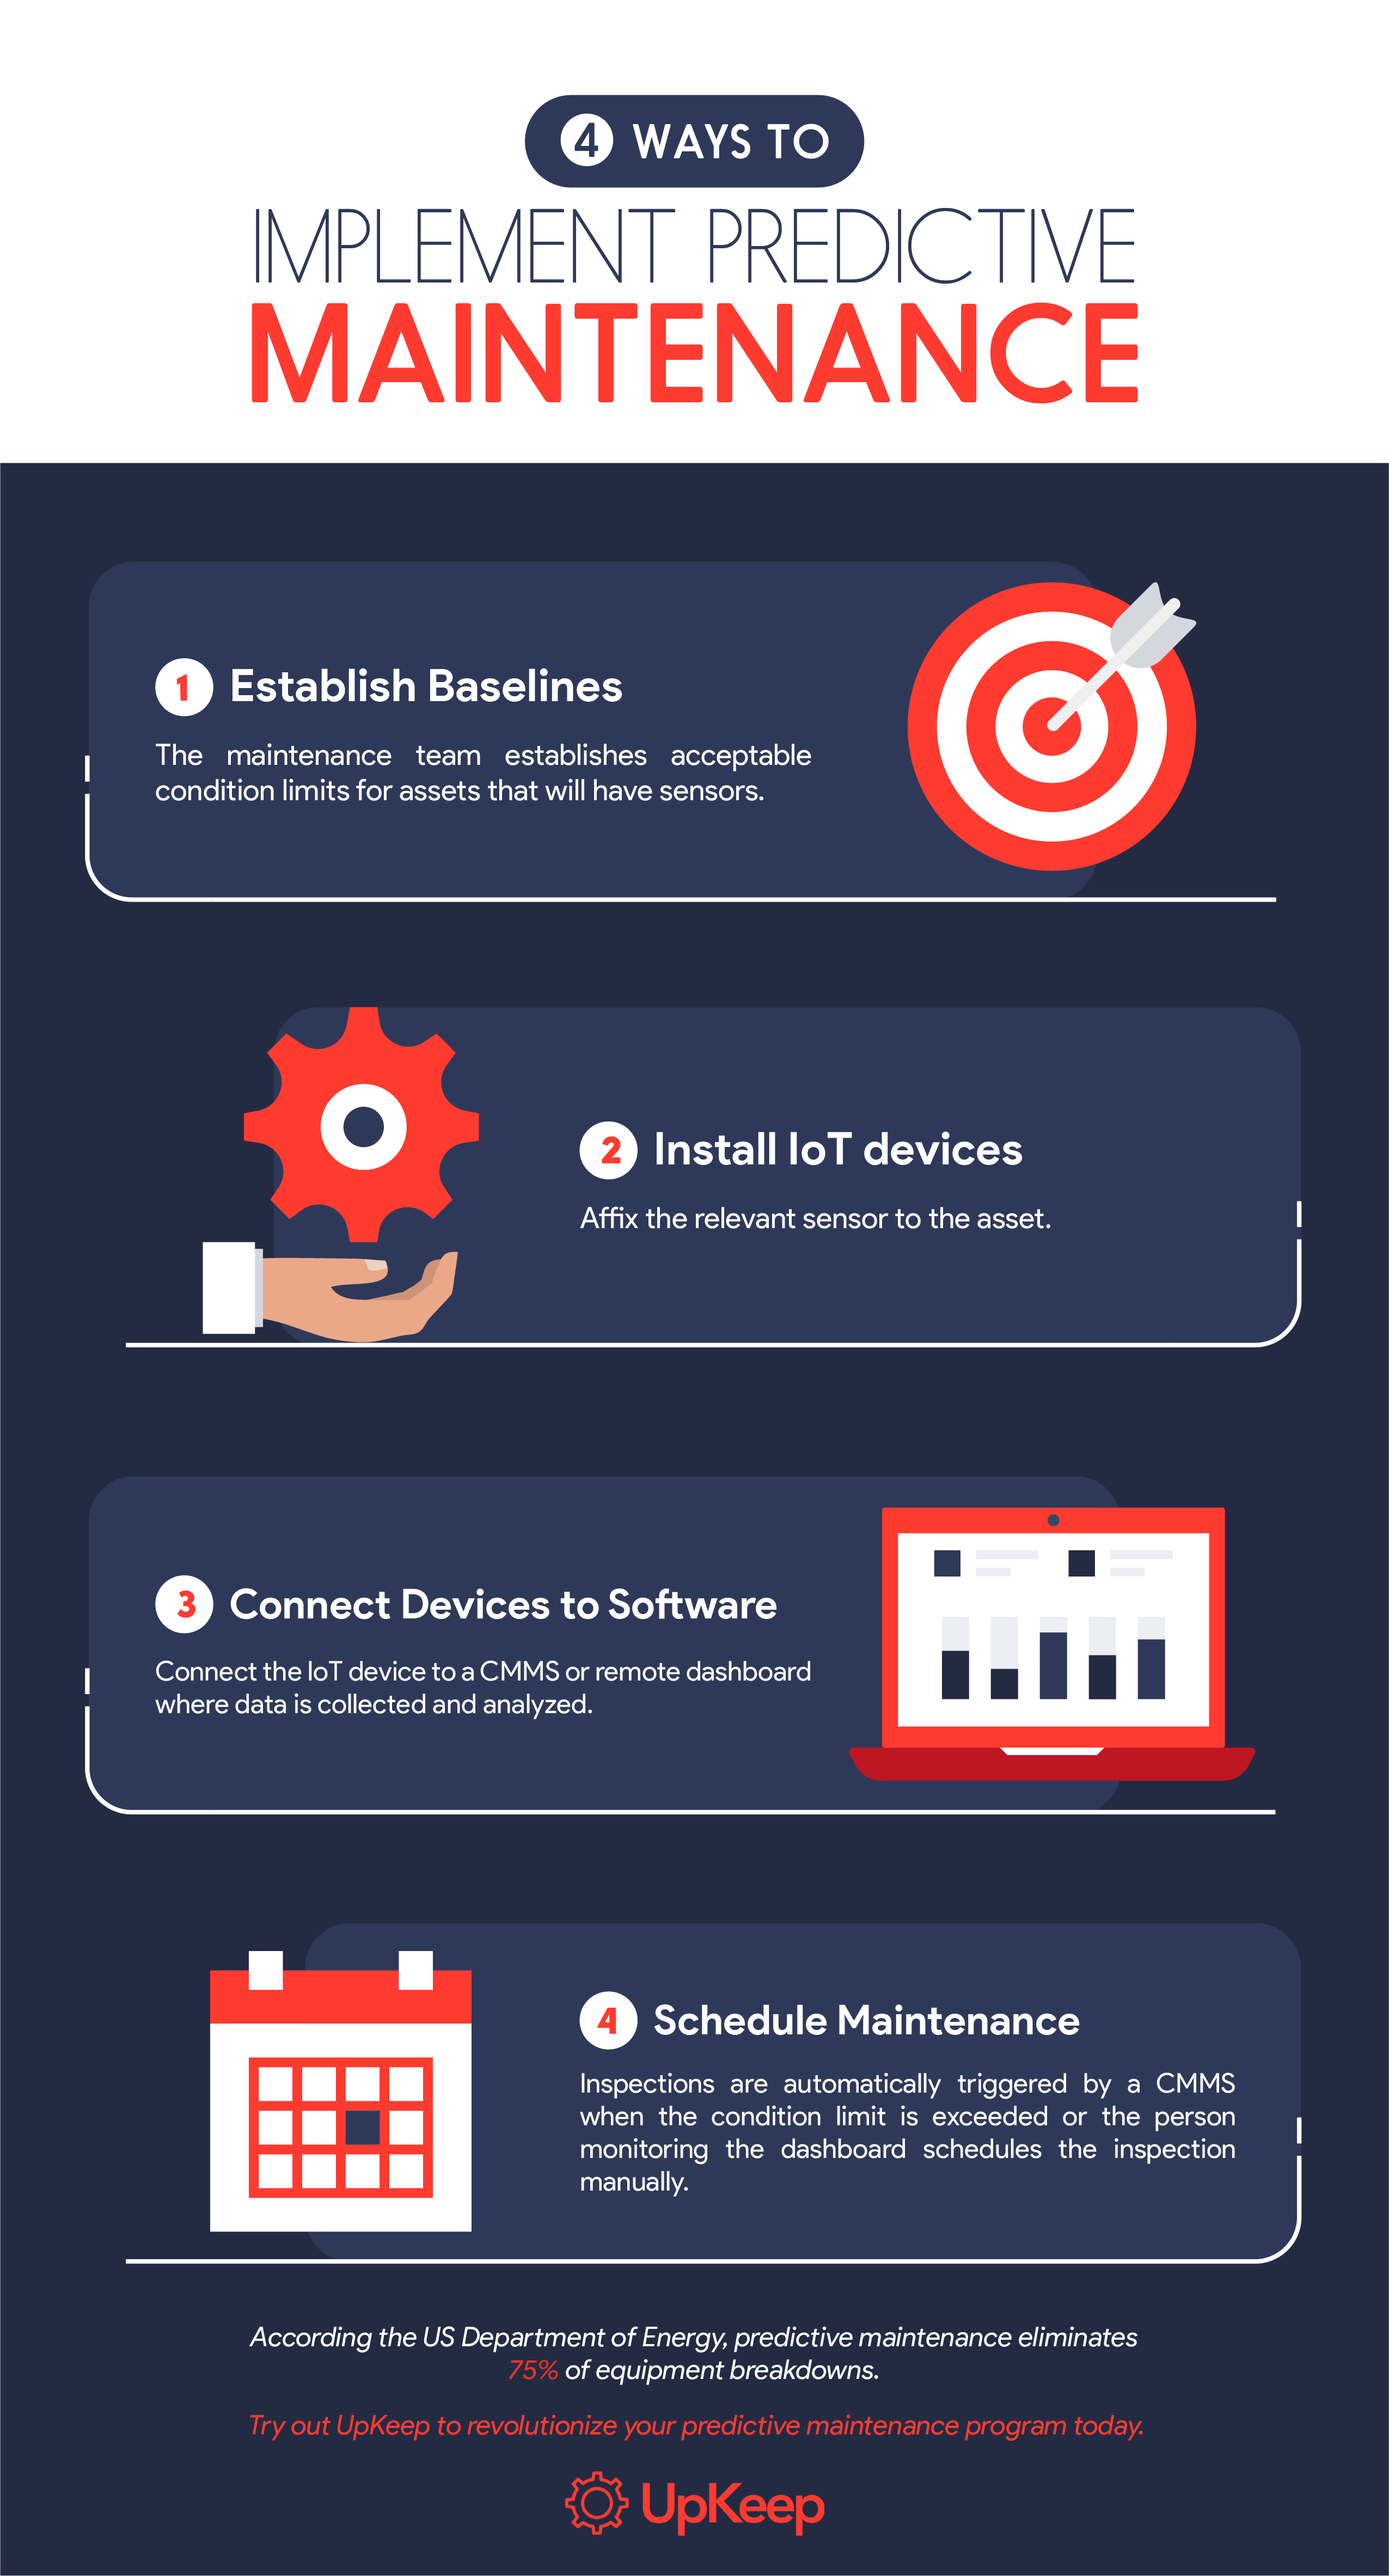 4 WAYS TO
IMPLEMENT PREDICTIVE
MAINTENANCE
1 Establish Baselines
The maintenance team establishes acceptable
condition limits for assets that will have sensors.
2 Install IoT devices
Affix the relevant sensor to the asset.
3 Connect Devices to Software
Connect the IoT device to a CMMS or remote dashboard
where data is collected and analyzed.
4 Schedule Maintenance
Inspections are automatically triggered by a CMMS
when the condition limit is exceeded or the person
monitoring the dashboard schedules the inspection
manually.
According the US Department of Energy, predictive maintenance eliminates
75% of equipment breakdowns.
Try out UpKeep to revolutionize your predictive maintenance program today.
UpKeep